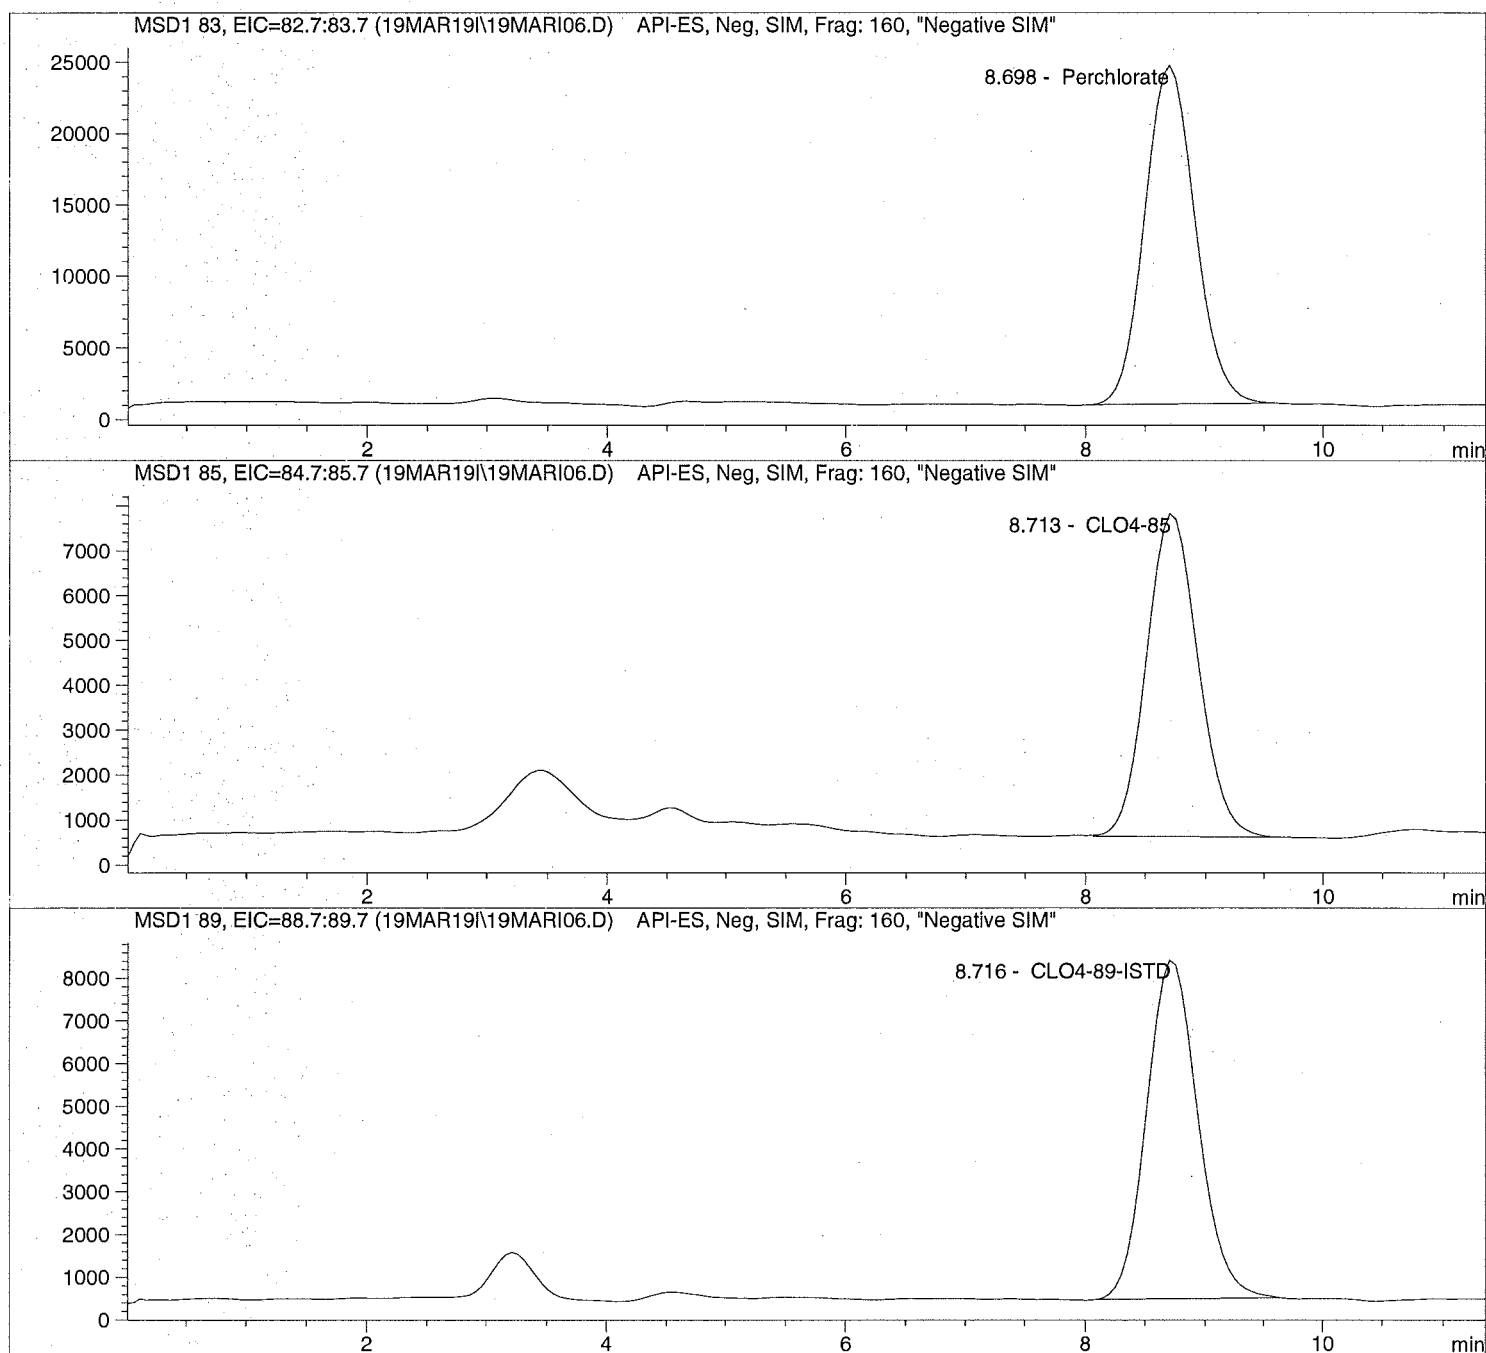 MSD1 83, EIC=82.7:83.7 (19MAR19I\19MARI06.D) API-ES, Neg, SIM, Frag: 160, "Negative SIM"
25000
8.698 - Perchlorate
20000
15000
10000
5000
0
2 4 6 8 10 min
MSD1 85, EIC=84.7:85.7 (19MAR19I\19MARI06.D) API-ES, Neg, SIM, Frag: 160, "Negative SIM"
8.713 - CLO4-85
7000
6000
5000
4000
3000
2000
1000
0
2 4 6 8 10 min
MSD1 89, EIC=88.7:89.7 (19MAR19I\19MARI06.D) API-ES, Neg, SIM, Frag: 160, "Negative SIM"
8.716 - CLO4-89-ISTD
8000
7000
6000
5000
4000
3000
2000
1000
0
2 4 6 8 10 min